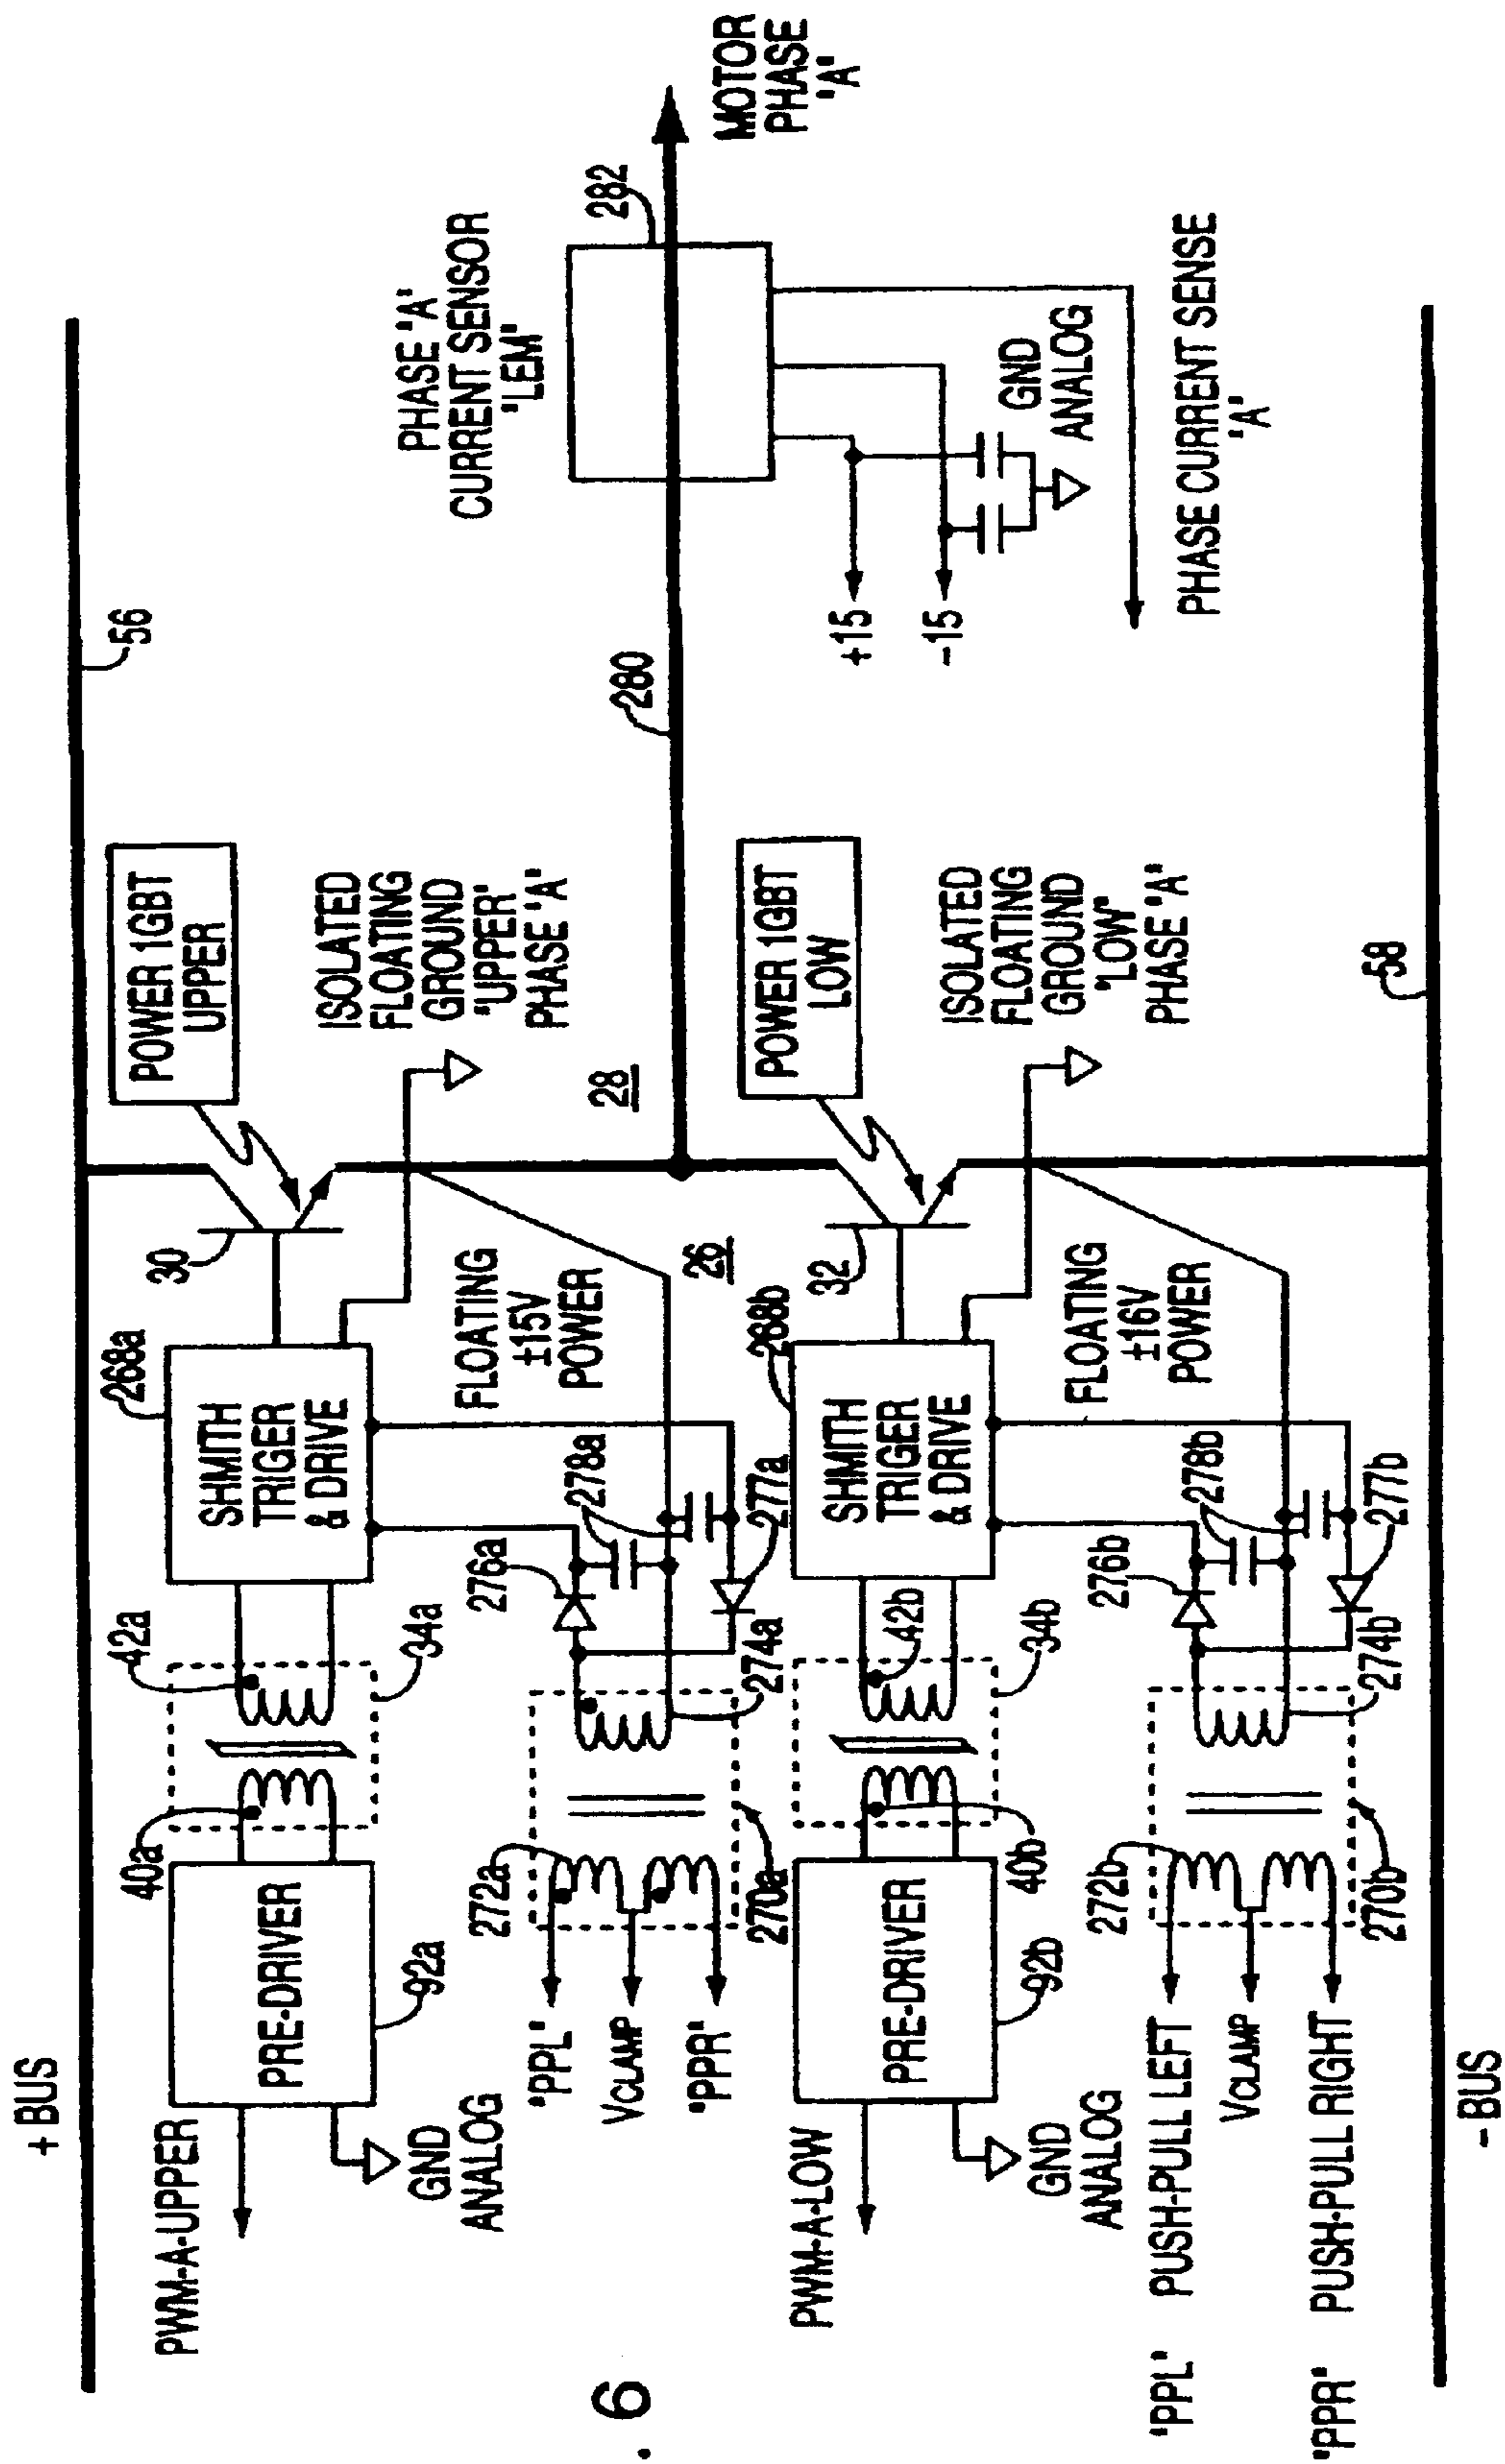 + BUS
56
PWM-A-UPPER
GND
ANALOG
PRE-DRIVER
92a
40a
42a
34a
SHMITH
TRIGER
& DRIVE
268a
30
POWER 1GBT
UPPER
ISOLATED
FLOATING
GROUND
"UPPER'
PHASE "A"
FLOATING
±15V
POWER
"PPL"
VCLAMP
"PPR"
272a
270a
274a
276a
278a
277a
26
28
280
PHASE "A"
CURRENT SENSOR
"LEM"
282
MOTOR
PHASE
"A"
+15
-15
GND
ANALOG
PHASE CURRENT SENSE
"A"
PWM-A-LOW
GND
ANALOG
PRE-DRIVER
92b
40b
42b
34b
SHMITH
TRIGER
& DRIVE
268b
32
POWER 1GBT
LOW
ISOLATED
FLOATING
GROUND
"LOW"
PHASE "A"
FLOATING
±16V
POWER
'PPL' PUSH-PULL LEFT
VCLAMP
'PPR' PUSH-PULL RIGHT
272b
270b
274b
276b
278b
277b
58
- BUS
. 6